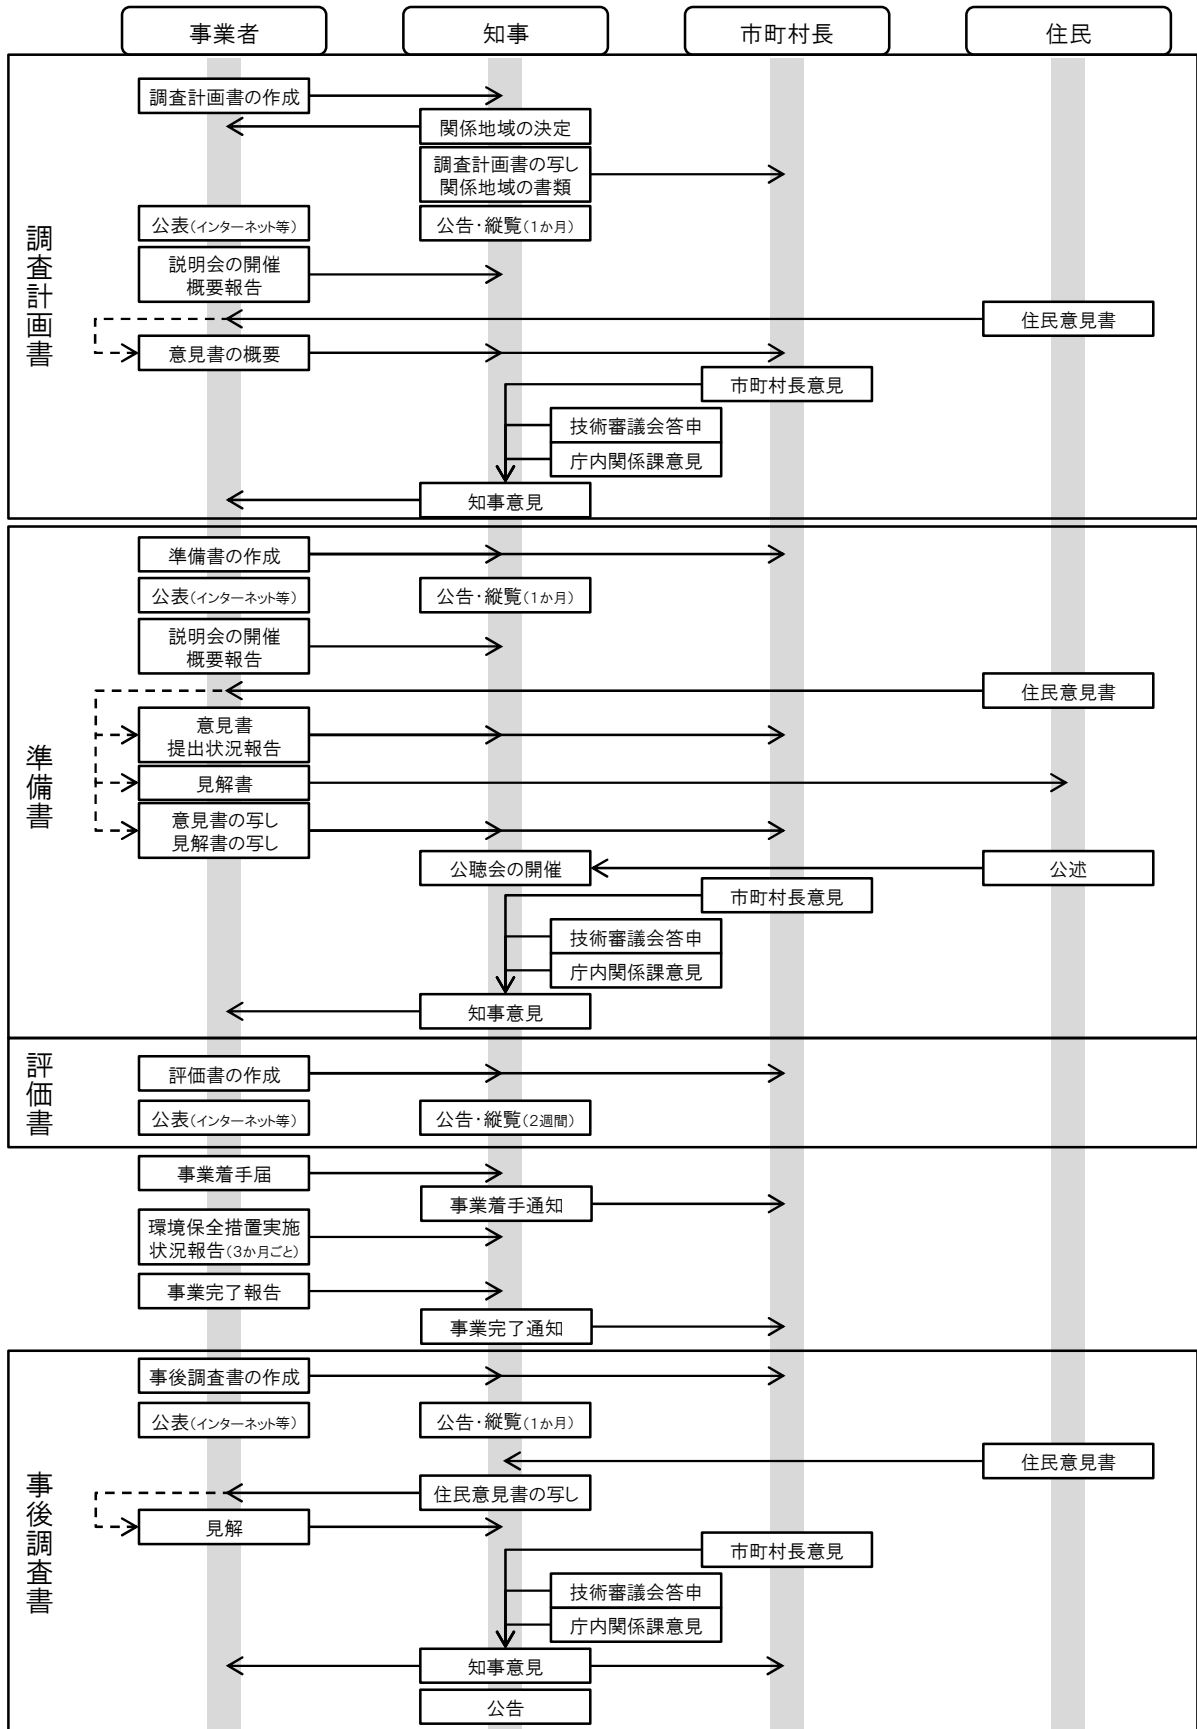 事業者
知事
市町村長
住民
調査計画書
調査計画書の作成
関係地域の決定
調査計画書の写し
関係地域の書類
公表(インターネット等)
公告・縦覧(1か月)
説明会の開催
概要報告
住民意見書
意見書の概要
市町村長意見
技術審議会答申
庁内関係課意見
知事意見
準備書
準備書の作成
公表(インターネット等)
公告・縦覧(1か月)
説明会の開催
概要報告
住民意見書
意見書
提出状況報告
見解書
意見書の写し
見解書の写し
公聴会の開催
公述
市町村長意見
技術審議会答申
庁内関係課意見
知事意見
評価書
評価書の作成
公表(インターネット等)
公告・縦覧(2週間)
事業着手届
事業着手通知
環境保全措置実施
状況報告(3か月ごと)
事業完了報告
事業完了通知
事後調査書
事後調査書の作成
公表(インターネット等)
公告・縦覧(1か月)
住民意見書
住民意見書の写し
見解
市町村長意見
技術審議会答申
庁内関係課意見
知事意見
公告